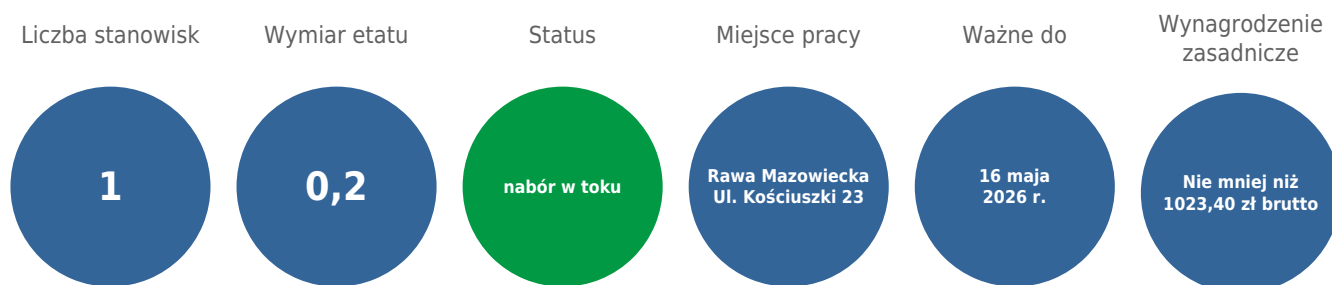 Liczba stanowisk
1
Wymiar etatu
0,2
Status
nabór w toku
Miejsce pracy
Rawa Mazowiecka
Ul. Kościuszki 23
Ważne do
16 maja
2026 r.
Wynagrodzenie
zasadnicze
Nie mniej niż
1023,40 zł brutto